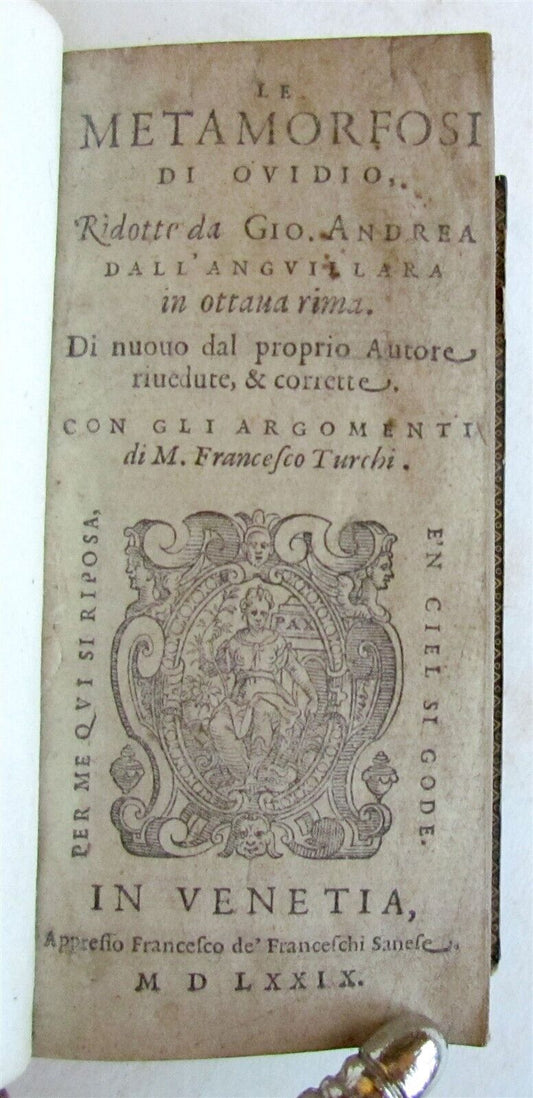 LE
METAMORFOSI
DI OVIDIO,
Ridotte da GIO. ANDREA
DALL'ANGVILLARA
in ottaua rima.
Di nuouo dal proprio Autore
riuedute, & corrette.
CON GLI ARGOMENTI
di M. Francesco Turchi.
PER ME QVI SI RIPOSA,
PAX
E'N CIEL SI GODE.
IN VENETIA,
Appresso Francesco de' Franceschi Sanese.
M D LXXIX.